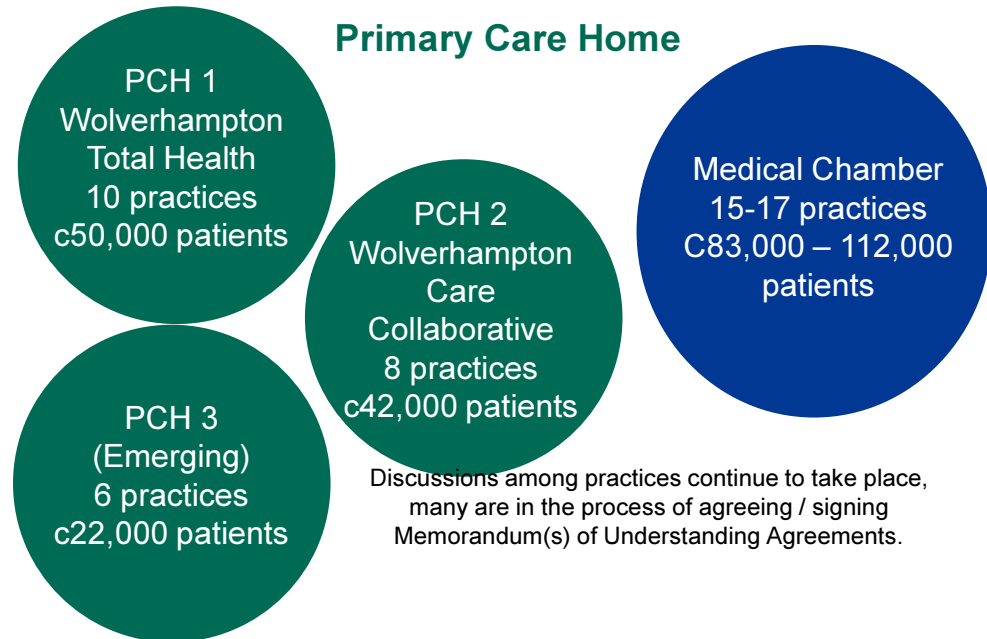 Primary Care Home
PCH 1
Wolverhampton
Total Health
10 practices
c50,000 patients
PCH 2
Wolverhampton
Care
Collaborative
8 practices
c42,000 patients
Medical Chamber
15-17 practices
C83,000 – 112,000
patients
PCH 3
(Emerging)
6 practices
c22,000 patients
Discussions among practices continue to take place,
many are in the process of agreeing / signing
Memorandum(s) of Understanding Agreements.